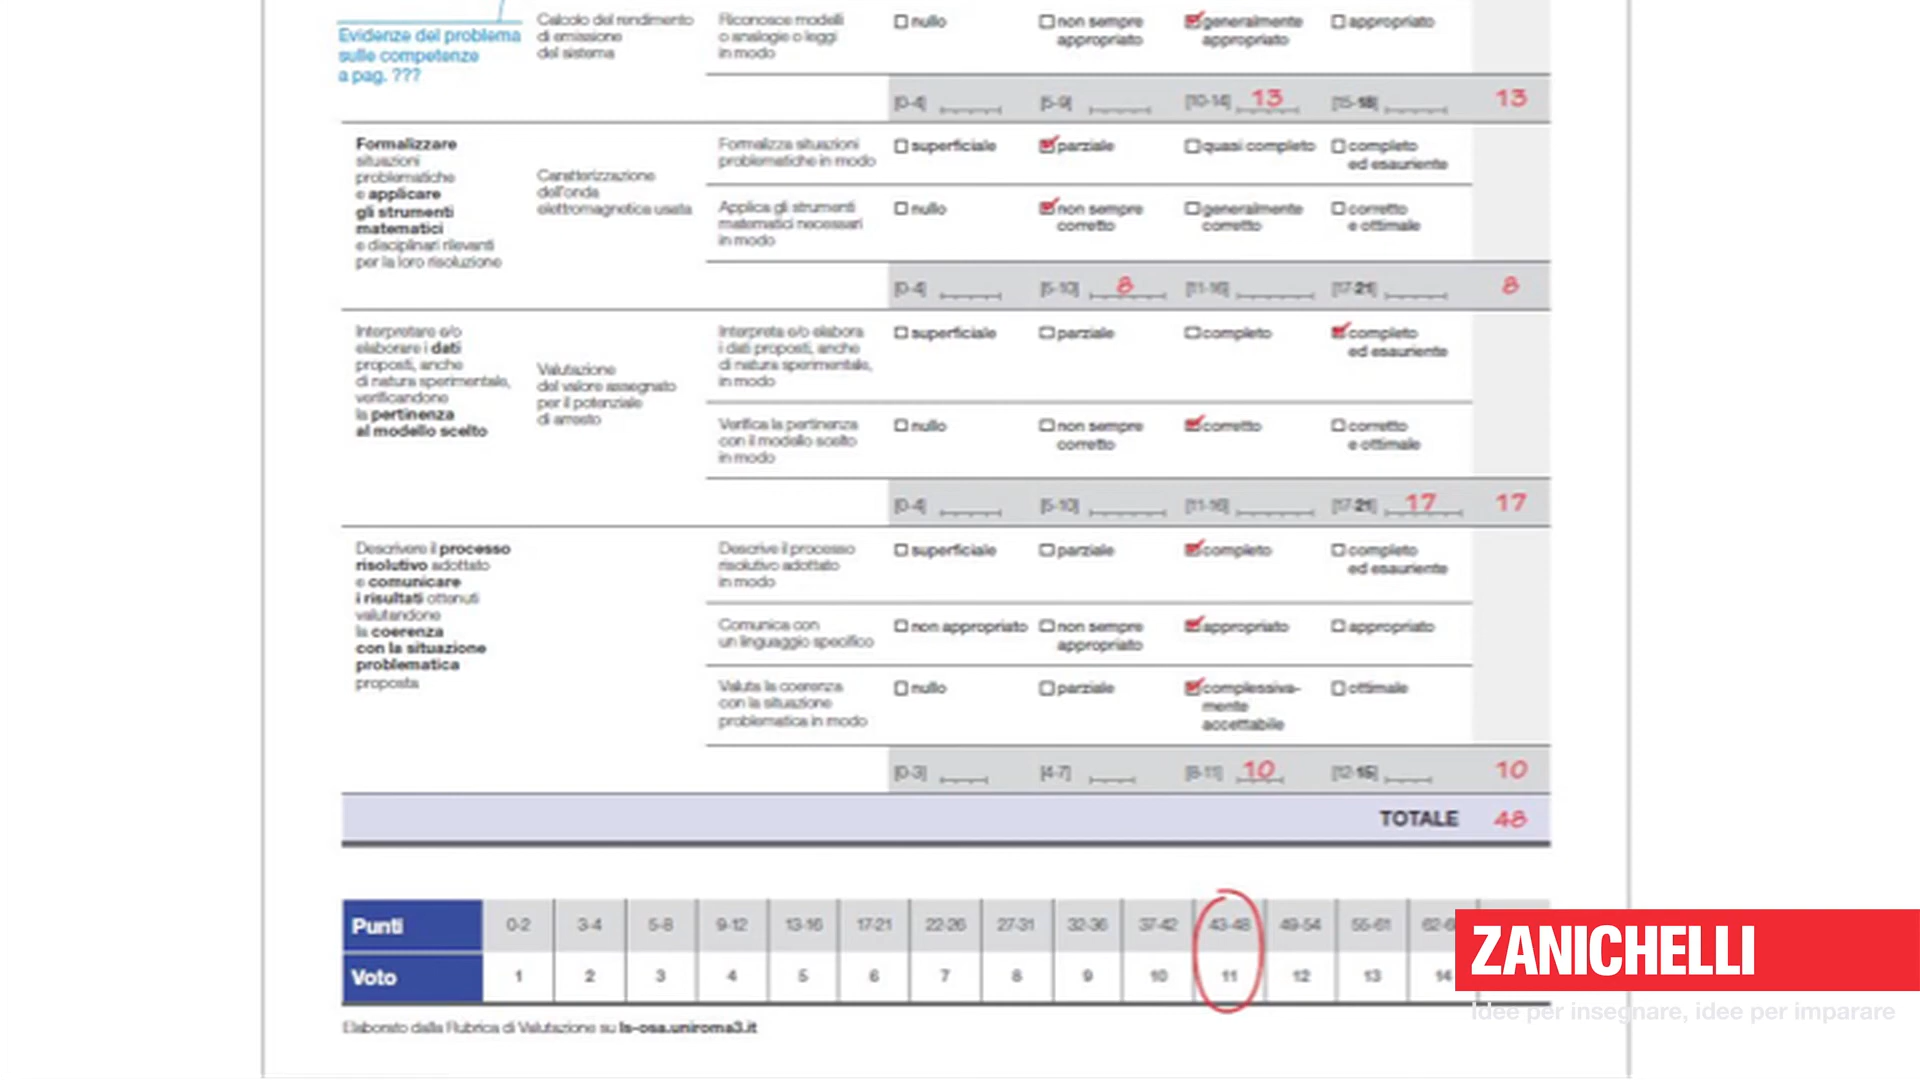 Evidenze del problema
sulle competenze
a pag. ???
Calcolo del rendimento
di emissione
del sistema
Riconosce modelli
o analogie o leggi
in modo
nullo
non sempre
appropriato
generalmente
appropriato
appropriato
[0-4]
[5-9]
[10-14] 13
[15-18]
13
Formalizzare
situazioni
problematiche
e applicare
gli strumenti
matematici
e disciplinari rilevanti
per la loro risoluzione
Caratterizzazione
dell'onda
elettromagnetica usata
Formalizza situazioni
problematiche in modo
superficiale
parziale
quasi completo
completo
ed esauriente
Applica gli strumenti
matematici necessari
in modo
nullo
non sempre
corretto
generalmente
corretto
corretto
e ottimale
[0-4]
[5-10] 8
[11-16]
[17-21]
8
Interpretare e/o
elaborare i dati
proposti, anche
di natura sperimentale,
verificandone
la pertinenza
al modello scelto
Valutazione
del valore assegnato
per il potenziale
di arresto
Interpreta e/o elabora
i dati proposti, anche
di natura sperimentale,
in modo
superficiale
parziale
completo
completo
ed esauriente
Verifica la pertinenza
con il modello scelto
in modo
nullo
non sempre
corretto
corretto
corretto
e ottimale
[0-4]
[5-10]
[11-16]
[17-21] 17
17
Descrivere il processo
risolutivo adottato
e comunicare
i risultati ottenuti
valutandone
la coerenza
con la situazione
problematica
proposta
Descrive il processo
risolutivo adottato
in modo
superficiale
parziale
completo
completo
ed esauriente
Comunica con
un linguaggio specifico
non appropriato
non sempre
appropriato
appropriato
appropriato
Valuta la coerenza
con la situazione
problematica in modo
nullo
parziale
complessiva-
mente
accettabile
ottimale
[0-3]
[4-7]
[8-11] 10
[12-15]
10
TOTALE 48
Punti 0-2 3-4 5-8 9-12 13-16 17-21 22-26 27-31 32-36 37-42 43-48 49-54 55-61
Voto 1 2 3 4 5 6 7 8 9 10 11 12 13 14
Elaborato dalla Rubrica di Valutazione su ls-osa.uniroma3.it
ZANICHELLI
Idee per insegnare, idee per imparare